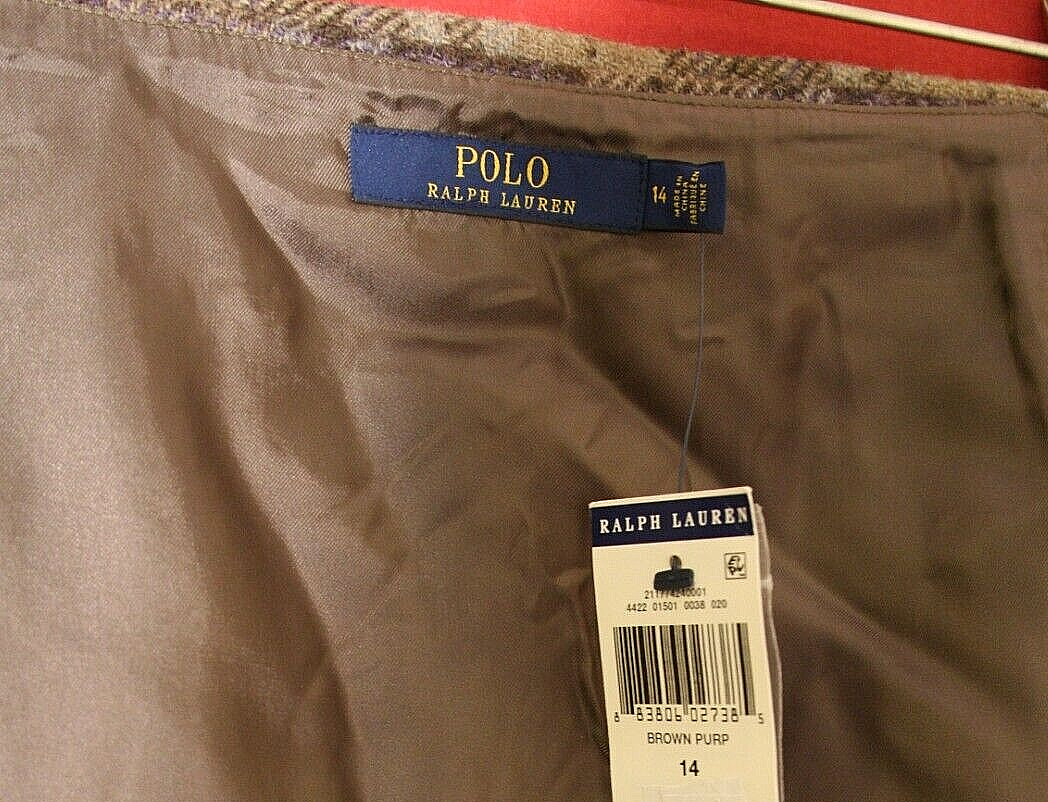 POLO
RALPH LAUREN
14
MADE IN
CHINA
FABRIQUÉ EN
CHINE
RALPH LAUREN
4422 01501 0038 020
8 83806 02738 5
BROWN PURP
14